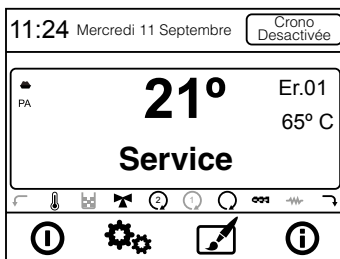 11:24 Mercredi 11 Septembre
Crono
Desactivée
PA
21º
Er.01
65º C
Service
2
1